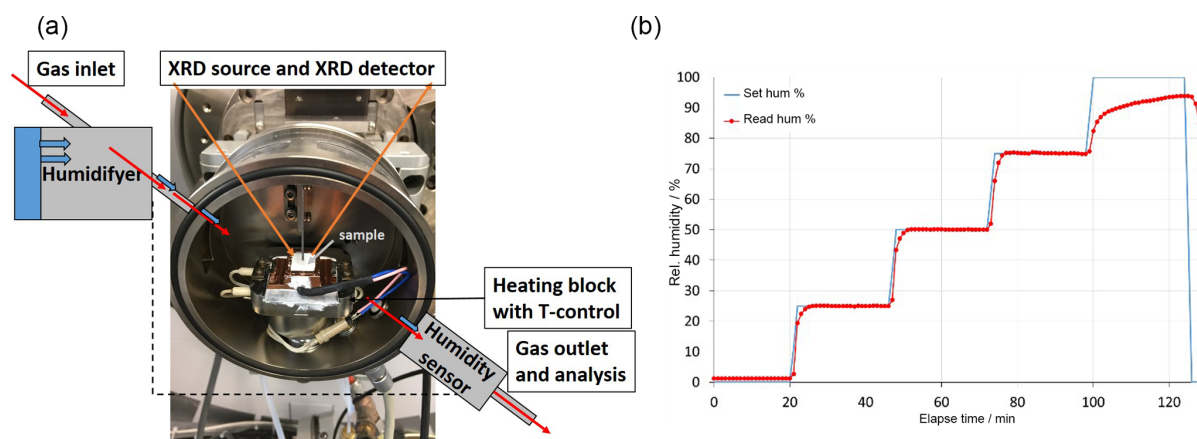 (a)
Gas inlet
XRD source and XRD detector
Humidifyer
sample
Heating block
with T-control
Humidity
sensor
Gas outlet
and analysis
(b)
Set hum %
Read hum %
100
90
80
70
60
50
40
30
20
10
0
Rel. humidity / %
0
20
40
60
80
100
120
Elapse time / min